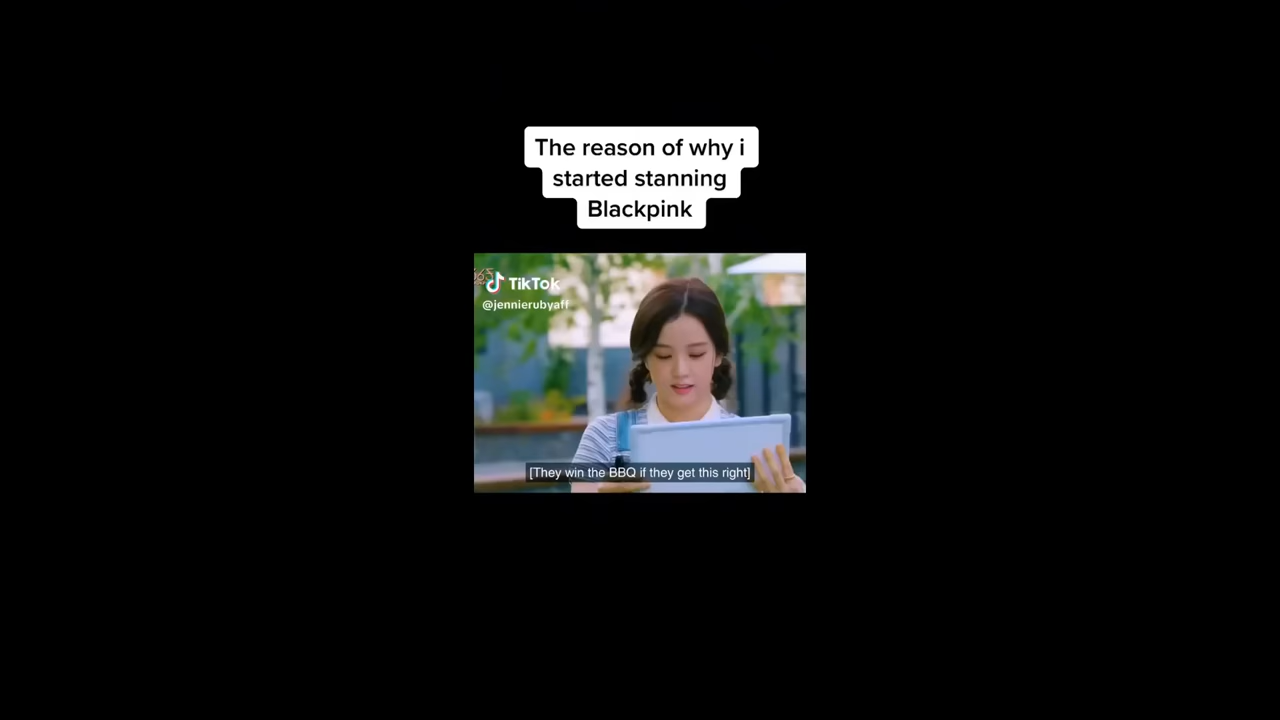 The reason of why i
started stanning
Blackpink
TikTok
@jennierubyaff
[They win the BBQ if they get this right]